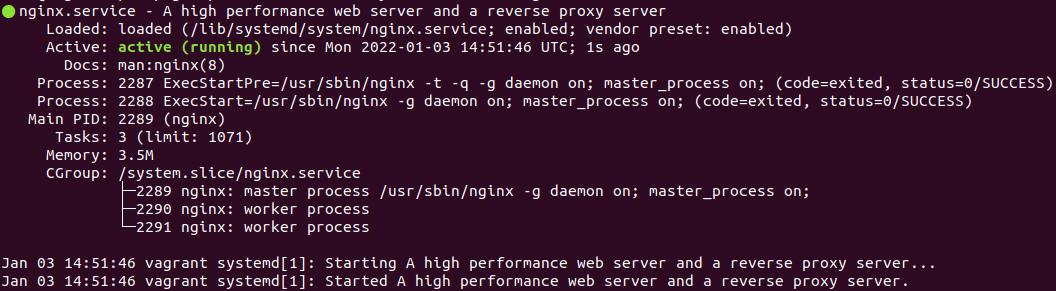 ●nginx.service - A high performance web server and a reverse proxy server
     Loaded: loaded (/lib/systemd/system/nginx.service; enabled; vendor preset: enabled)
     Active: active (running) since Mon 2022-01-03 14:51:46 UTC; 1s ago
       Docs: man:nginx(8)
    Process: 2287 ExecStartPre=/usr/sbin/nginx -t -q -g daemon on; master_process on; (code=exited, status=0/SUCCESS)
    Process: 2288 ExecStart=/usr/sbin/nginx -g daemon on; master_process on; (code=exited, status=0/SUCCESS)
   Main PID: 2289 (nginx)
      Tasks: 3 (limit: 1071)
     Memory: 3.5M
     CGroup: /system.slice/nginx.service
             ├─2289 nginx: master process /usr/sbin/nginx -g daemon on; master_process on;
             ├─2290 nginx: worker process
             └─2291 nginx: worker process

Jan 03 14:51:46 vagrant systemd[1]: Starting A high performance web server and a reverse proxy server...
Jan 03 14:51:46 vagrant systemd[1]: Started A high performance web server and a reverse proxy server.